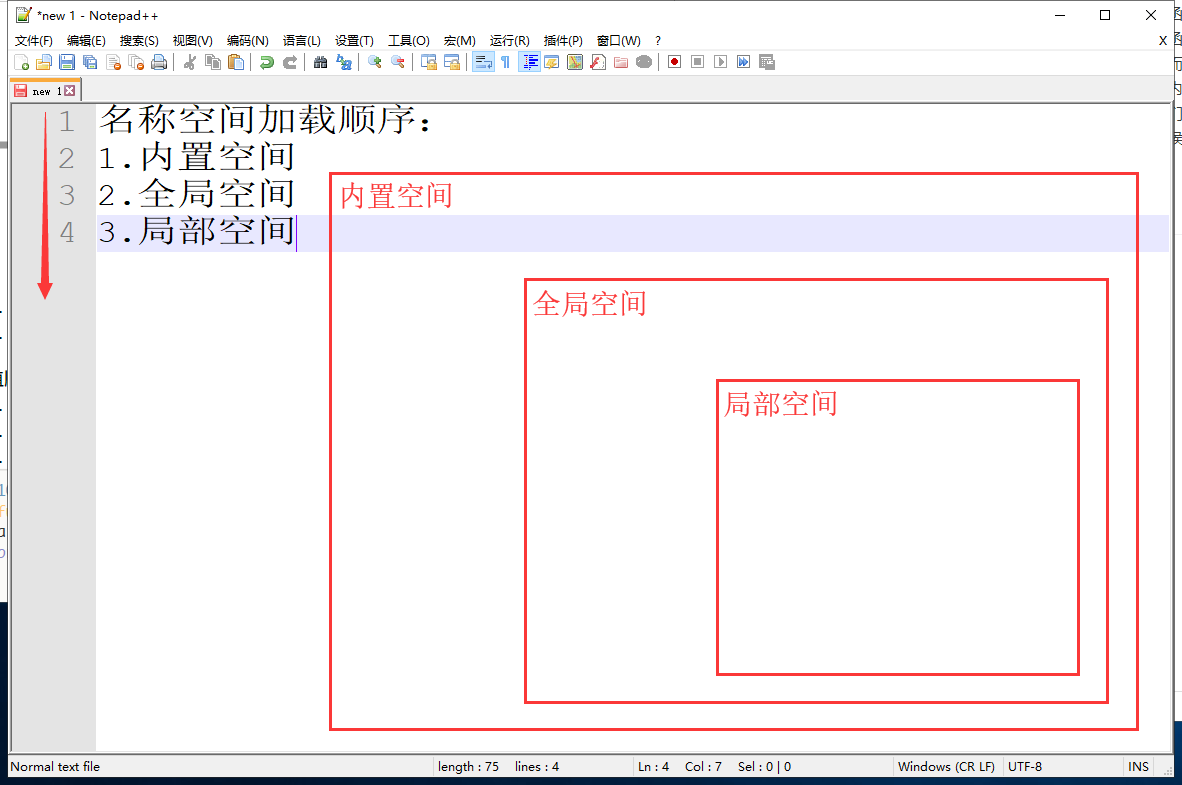 *new 1 - Notepad++
文件(F) 编辑(E) 搜索(S) 视图(V) 编码(N) 语言(L) 设置(T) 工具(O) 宏(M) 运行(R) 插件(P) 窗口(W) ? X
new 1
1 名称空间加载顺序:
2 1.内置空间
3 2.全局空间
4 3.局部空间
内置空间
全局空间
局部空间
Normal text file length : 75 lines : 4 Ln : 4 Col : 7 Sel : 0 | 0 Windows (CR LF) UTF-8 INS